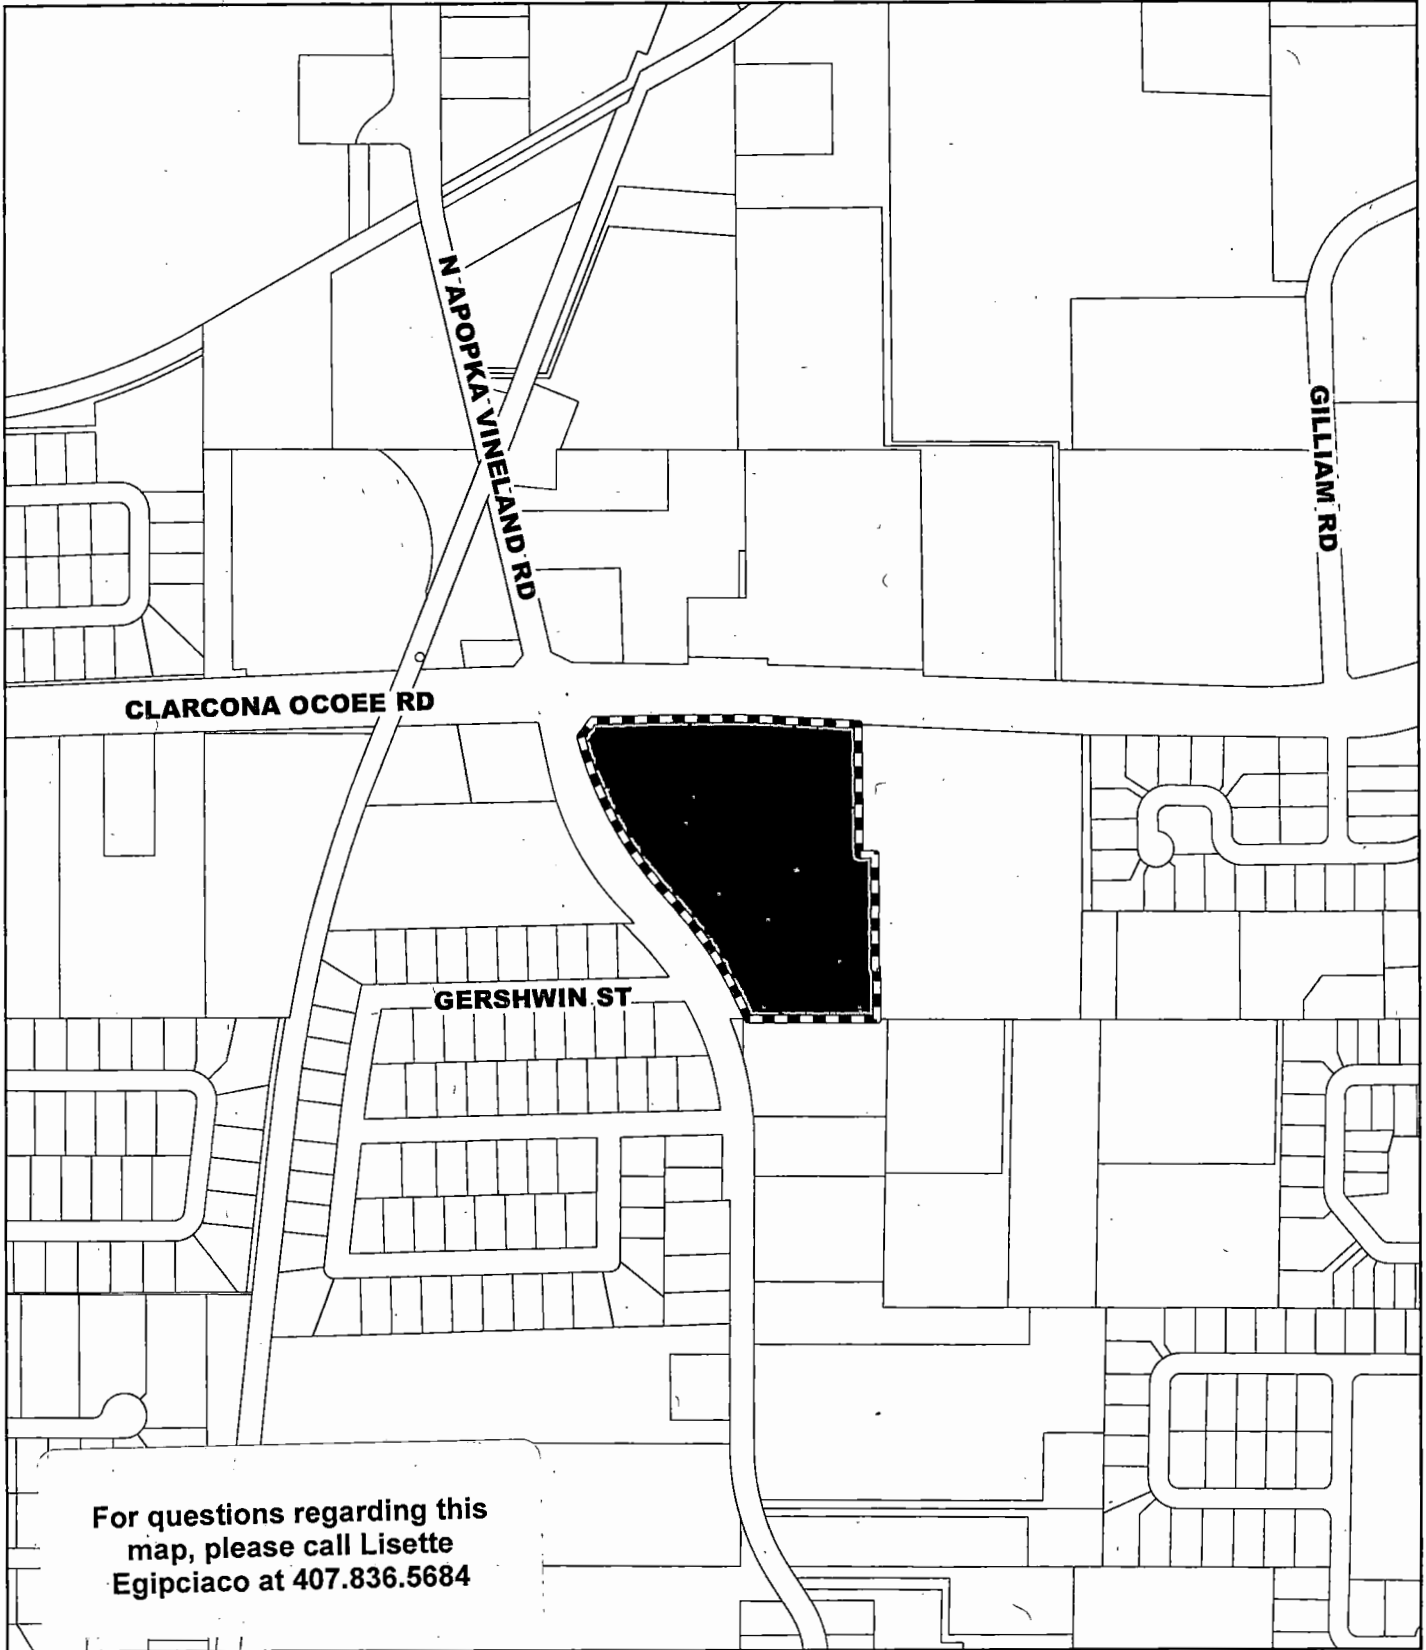 N APOPKA VINELAND RD
GILLIAM RD
CLARCONA OCOEE RD
GERSHWIN ST
For questions regarding this
map, please call Lisette
Egipciaco at 407.836.5684